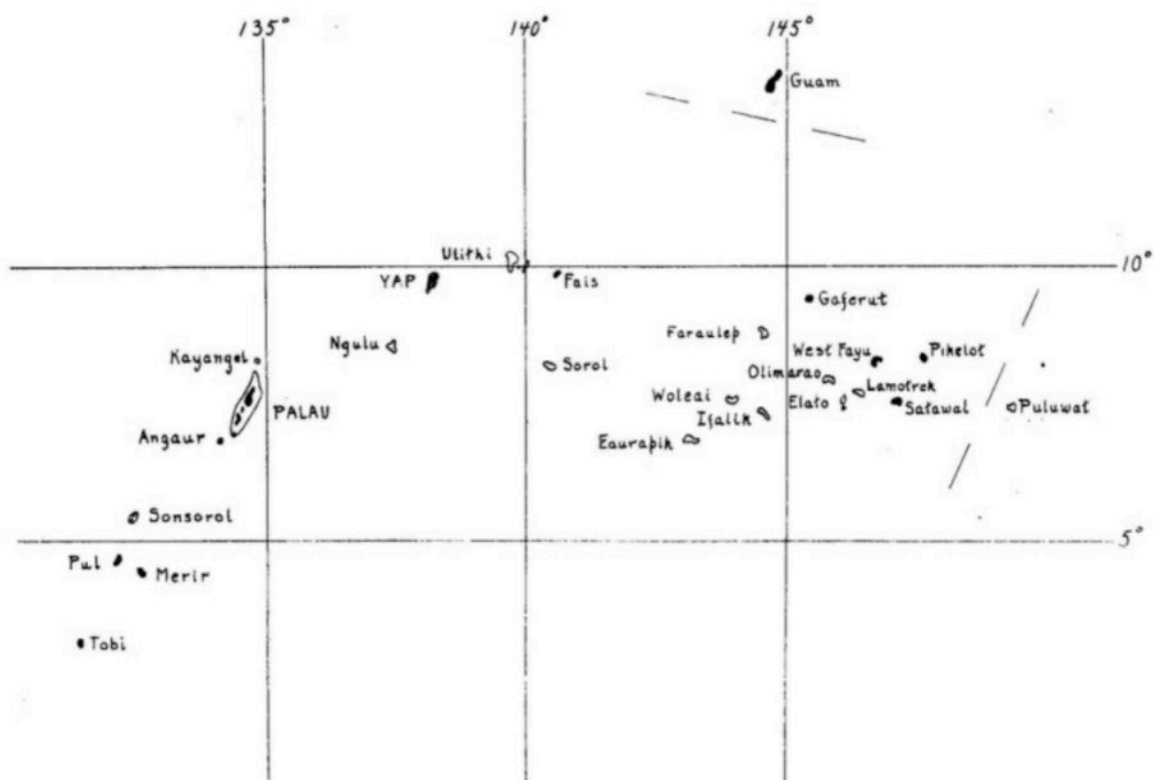 135° 140° 145°
Guam
Ulithi
10°
YAP
Fais
Gaferut
Ngulu
Faraulep
Kayangel
Sorol
West Fayu
Pikelot
Olimarao
Lamotrek
Woleai
Elato
Satawal
Puluwat
PALAU
Ifalik
Angaur
Eaurapik
Sonsorol
5°
Pul
Merir
Tobi